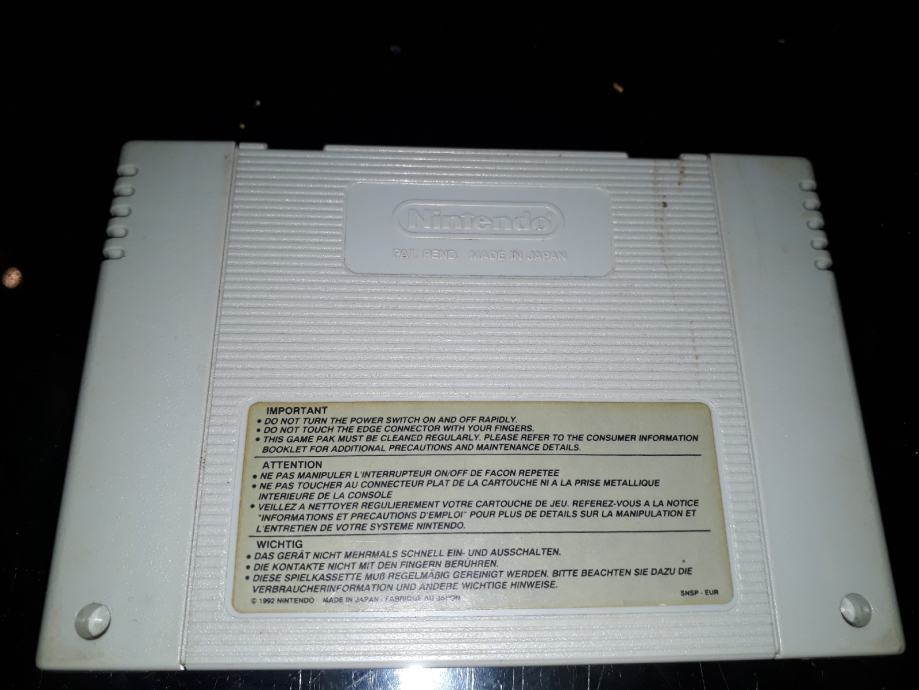 Nintendo®
PAT. PEND. MADE IN JAPAN
IMPORTANT
• DO NOT TURN THE POWER SWITCH ON AND OFF RAPIDLY.
• DO NOT TOUCH THE EDGE CONNECTOR WITH YOUR FINGERS.
• THIS GAME PAK MUST BE CLEANED REGULARLY. PLEASE REFER TO THE CONSUMER INFORMATION
BOOKLET FOR ADDITIONAL PRECAUTIONS AND MAINTENANCE DETAILS.
ATTENTION
• NE PAS MANIPULER L'INTERRUPTEUR ON/OFF DE FACON REPETEE
• NE PAS TOUCHER AU CONNECTEUR PLAT DE LA CARTOUCHE NI A LA PRISE METALLIQUE
INTERIEURE DE LA CONSOLE
• VEILLEZ A NETTOYER REGULIEREMENT VOTRE CARTOUCHE DE JEU. REFEREZ-VOUS A LA NOTICE
"INFORMATIONS ET PRECAUTIONS D'EMPLOI" POUR PLUS DE DETAILS SUR LA MANIPULATION ET
L'ENTRETIEN DE VOTRE SYSTEME NINTENDO.
WICHTIG
• DAS GERÄT NICHT MEHRMALS SCHNELL EIN- UND AUSSCHALTEN.
• DIE KONTAKTE NICHT MIT DEN FINGERN BERÜHREN.
• DIESE SPIELKASSETTE MUß REGELMÄßIG GEREINIGT WERDEN. BITTE BEACHTEN SIE DAZU DIE
VERBRAUCHERINFORMATION UND ANDERE WICHTIGE HINWEISE.
© 1992 NINTENDO MADE IN JAPAN - FABRIQUE AU JAPON SNSP - EUR